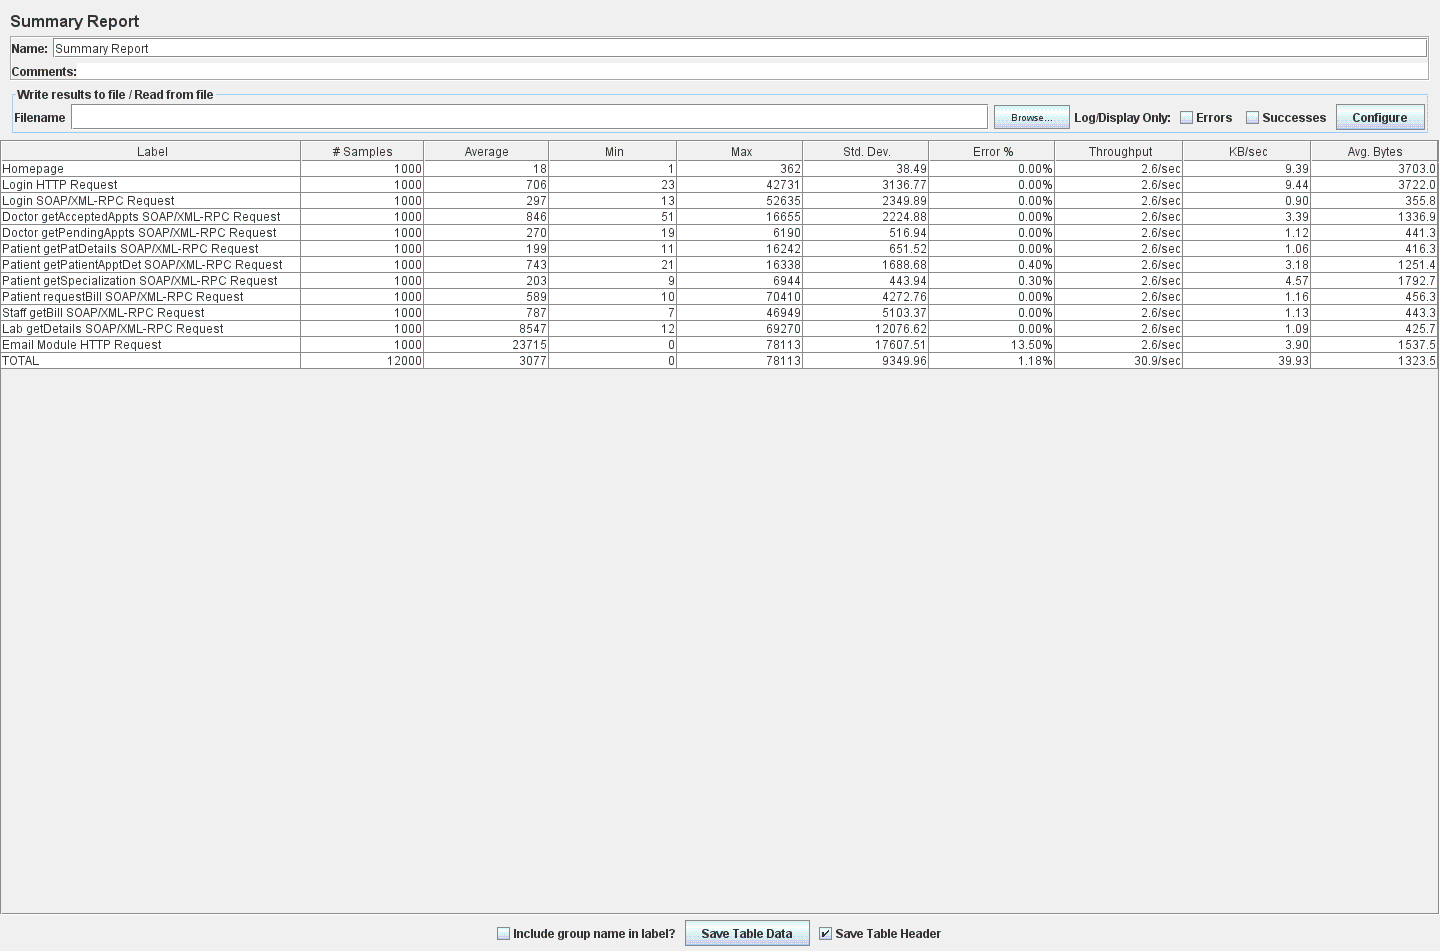 Summary Report
Name: Summary Report
Comments:
Write results to file / Read from file
Filename Browse... Log/Display Only: Errors Successes Configure
Label # Samples Average Min Max Std. Dev. Error % Throughput KB/sec Avg. Bytes
Homepage 1000 18 1 362 38.49 0.00% 2.6/sec 9.39 3703.0
Login HTTP Request 1000 706 23 42731 3136.77 0.00% 2.6/sec 9.44 3722.0
Login SOAP/XML-RPC Request 1000 297 13 52635 2349.89 0.00% 2.6/sec 0.90 355.8
Doctor getAcceptedAppts SOAP/XML-RPC Request 1000 846 51 16655 2224.88 0.00% 2.6/sec 3.39 1336.9
Doctor getPendingAppts SOAP/XML-RPC Request 1000 270 19 6190 516.94 0.00% 2.6/sec 1.12 441.3
Patient getPatDetails SOAP/XML-RPC Request 1000 199 11 16242 651.52 0.00% 2.6/sec 1.06 416.3
Patient getPatientApptDet SOAP/XML-RPC Request 1000 743 21 16338 1688.68 0.40% 2.6/sec 3.18 1251.4
Patient getSpecialization SOAP/XML-RPC Request 1000 203 9 6944 443.94 0.30% 2.6/sec 4.57 1792.7
Patient requestBill SOAP/XML-RPC Request 1000 589 10 70410 4272.76 0.00% 2.6/sec 1.16 456.3
Staff getBill SOAP/XML-RPC Request 1000 787 7 46949 5103.37 0.00% 2.6/sec 1.13 443.3
Lab getDetails SOAP/XML-RPC Request 1000 8547 12 69270 12076.62 0.00% 2.6/sec 1.09 425.7
Email Module HTTP Request 1000 23715 0 78113 17607.51 13.50% 2.6/sec 3.90 1537.5
TOTAL 12000 3077 0 78113 9349.96 1.18% 30.9/sec 39.93 1323.5
Include group name in label? Save Table Data Save Table Header